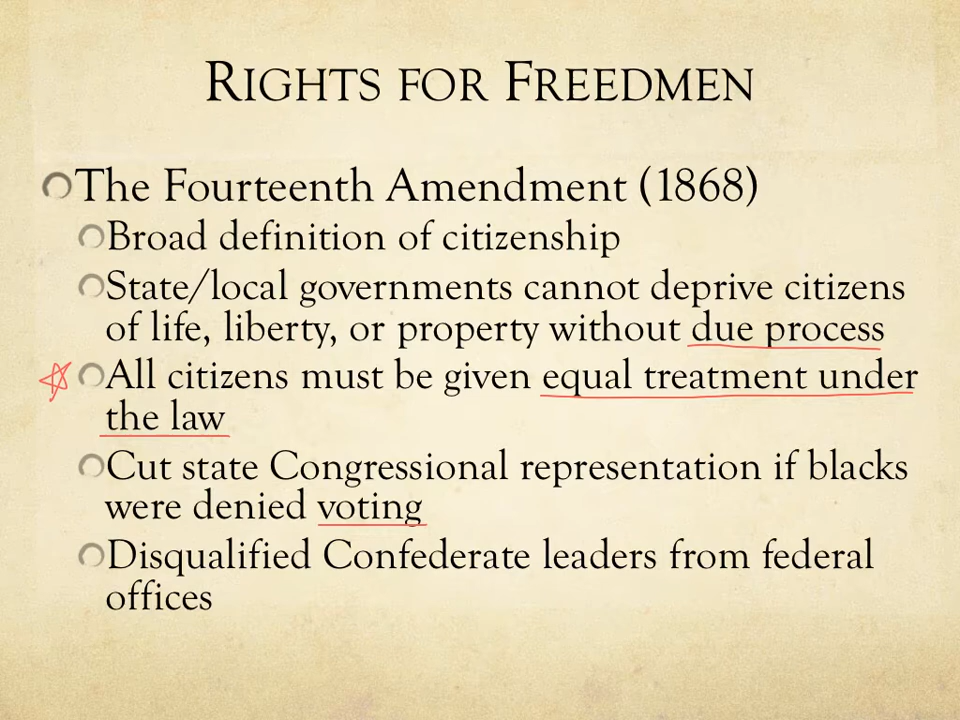 RIGHTS FOR FREEDMEN
The Fourteenth Amendment (1868)
Broad definition of citizenship
State/local governments cannot deprive citizens
of life, liberty, or property without due process
All citizens must be given equal treatment under
the law
Cut state Congressional representation if blacks
were denied voting
Disqualified Confederate leaders from federal
offices